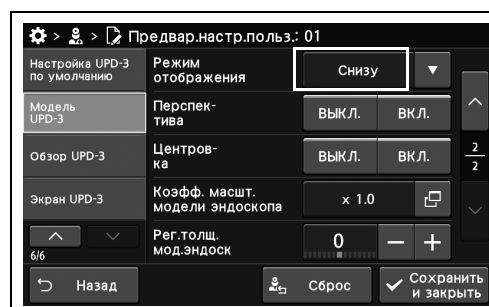 > > Предвар.настр.польз.: 01
Настройка UPD-3
по умолчанию
Режим
отображения
Снизу
Модель
UPD-3
Перспек-
тива
ВЫКЛ.
ВКЛ.
Обзор UPD-3
Центров-
ка
ВЫКЛ.
ВКЛ.
2
2
Экран UPD-3
Коэфф. масшт.
модели эндоскопа
x 1.0
6/6
Рег.толщ.
мод.эндоск
0
Назад
Сброс
Сохранить
и закрыть